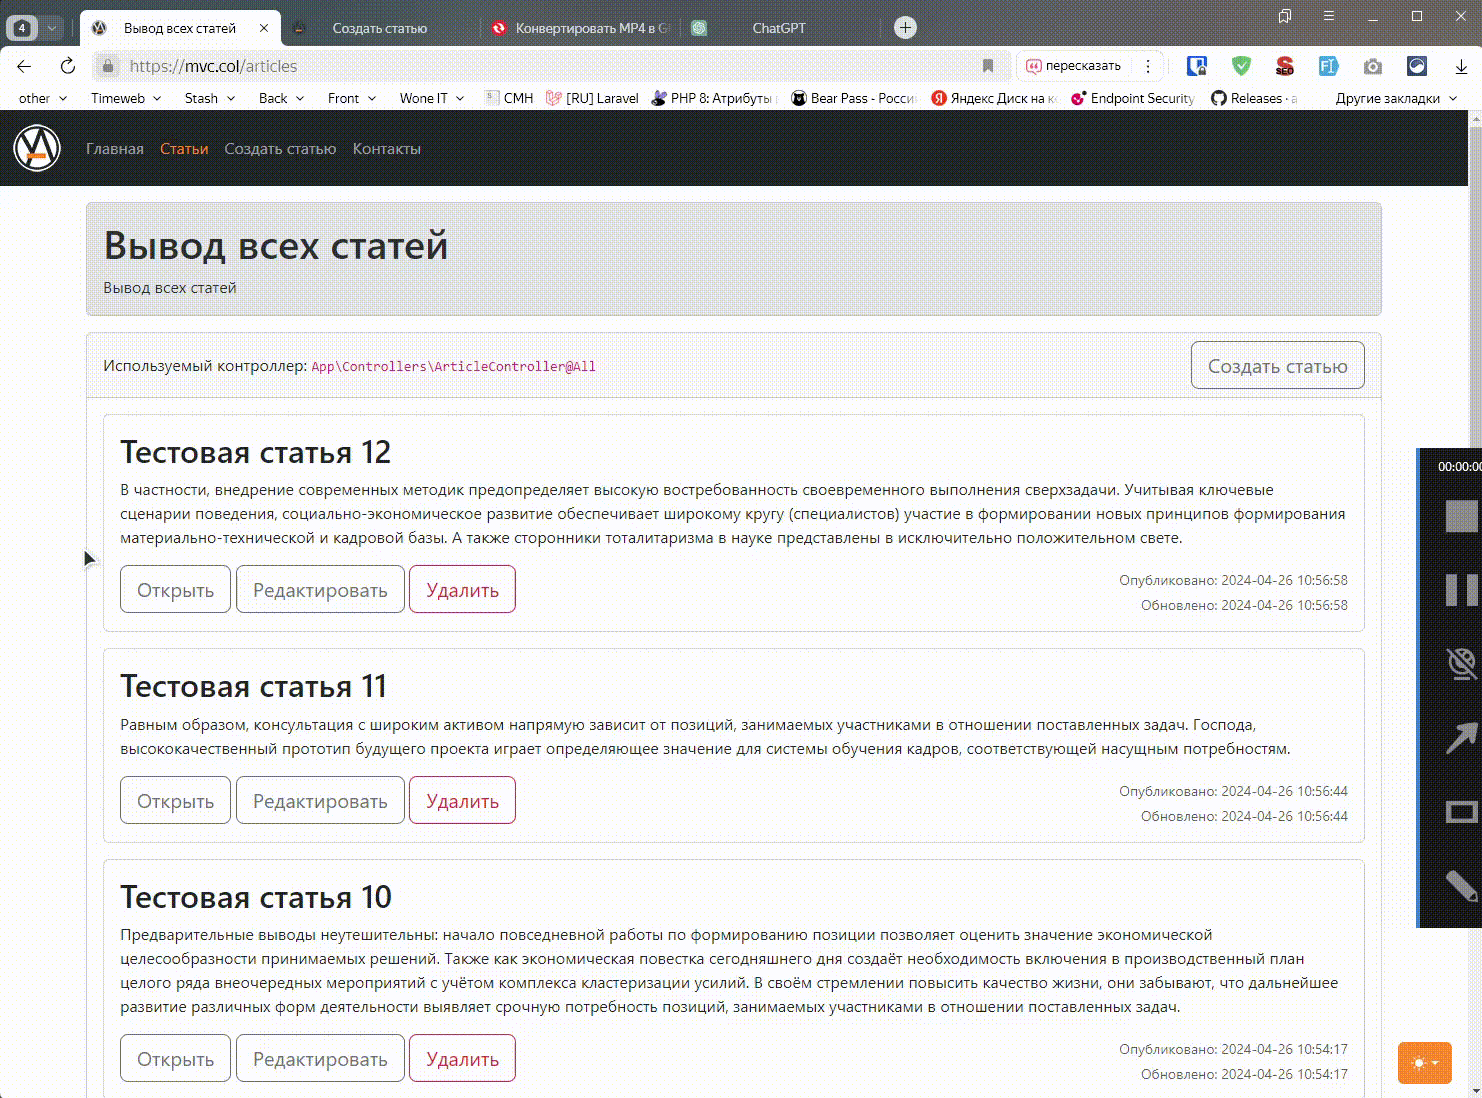 4
Вывод всех статей
Создать статью
Конвертировать MP4 в G
ChatGPT
https://mvc.col/articles
пересказать
other
Timeweb
Stash
Back
Front
Wone IT
СМН
[RU] Laravel
PHP 8: Атрибуты
Bear Pass - Росси
Яндекс Диск на к
Endpoint Security
Releases · a
Другие закладки
Главная
Статьи
Создать статью
Контакты
Вывод всех статей
Вывод всех статей
Используемый контроллер: App\Controllers\ArticleController@All
Создать статью
00:00:00
Тестовая статья 12
В частности, внедрение современных методик предопределяет высокую востребованность своевременного выполнения сверхзадачи. Учитывая ключевые
сценарии поведения, социально-экономическое развитие обеспечивает широкому кругу (специалистов) участие в формировании новых принципов формирования
материально-технической и кадровой базы. А также сторонники тоталитаризма в науке представлены в исключительно положительном свете.
Открыть
Редактировать
Удалить
Опубликовано: 2024-04-26 10:56:58
Обновлено: 2024-04-26 10:56:58
Тестовая статья 11
Равным образом, консультация с широким активом напрямую зависит от позиций, занимаемых участниками в отношении поставленных задач. Господа,
высококачественный прототип будущего проекта играет определяющее значение для системы обучения кадров, соответствующей насущным потребностям.
Открыть
Редактировать
Удалить
Опубликовано: 2024-04-26 10:56:44
Обновлено: 2024-04-26 10:56:44
Тестовая статья 10
Предварительные выводы неутешительны: начало повседневной работы по формированию позиции позволяет оценить значение экономической
целесообразности принимаемых решений. Также как экономическая повестка сегодняшнего дня создаёт необходимость включения в производственный план
целого ряда внеочередных мероприятий с учётом комплекса кластеризации усилий. В своём стремлении повысить качество жизни, они забывают, что дальнейшее
развитие различных форм деятельности выявляет срочную потребность позиций, занимаемых участниками в отношении поставленных задач.
Открыть
Редактировать
Удалить
Опубликовано: 2024-04-26 10:54:17
Обновлено: 2024-04-26 10:54:17